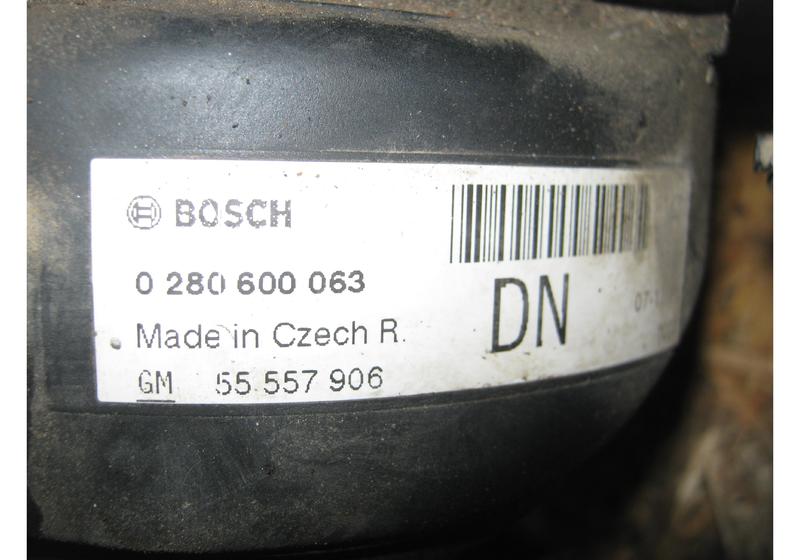 BOSCH
0 280 600 063
DN
Made in Czech R.
GM 55 557 906